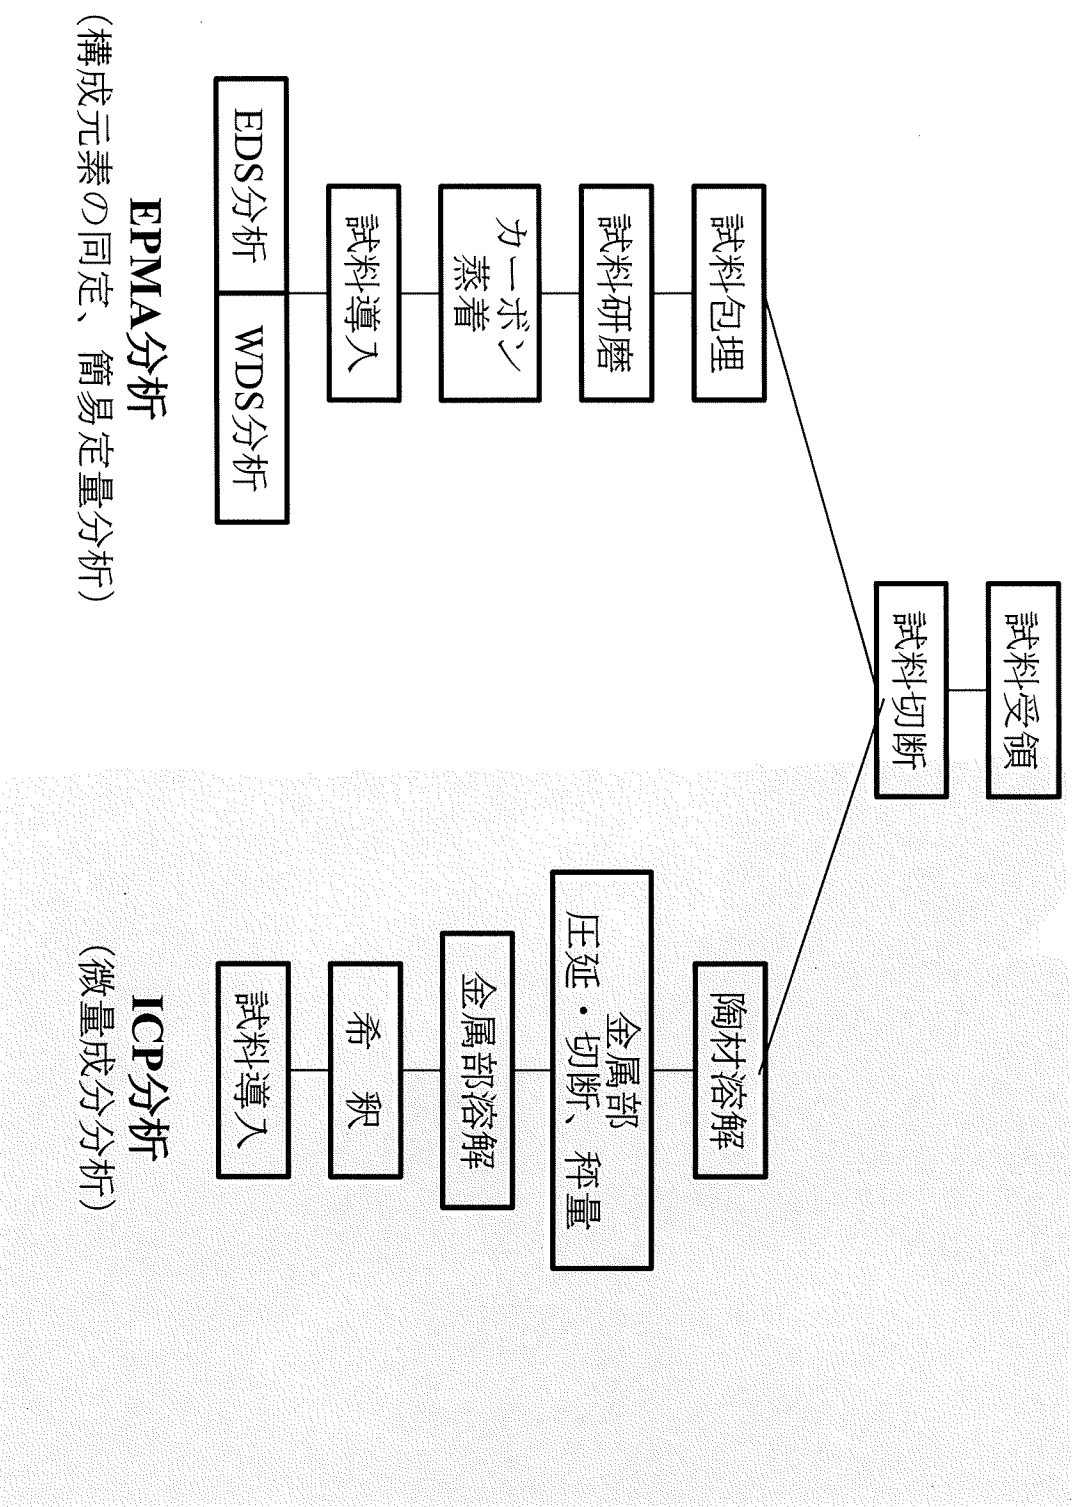 試料受領
試料切断
試料包埋
試料研磨
カーボン
蒸着
試料導入
EDS分析
WDS分析
EPMA分析
(構成元素の同定、簡易定量分析)
陶材溶解
金属部
圧延・切断、秤量
金属部溶解
希 釈
試料導入
ICP分析
(微量成分分析)